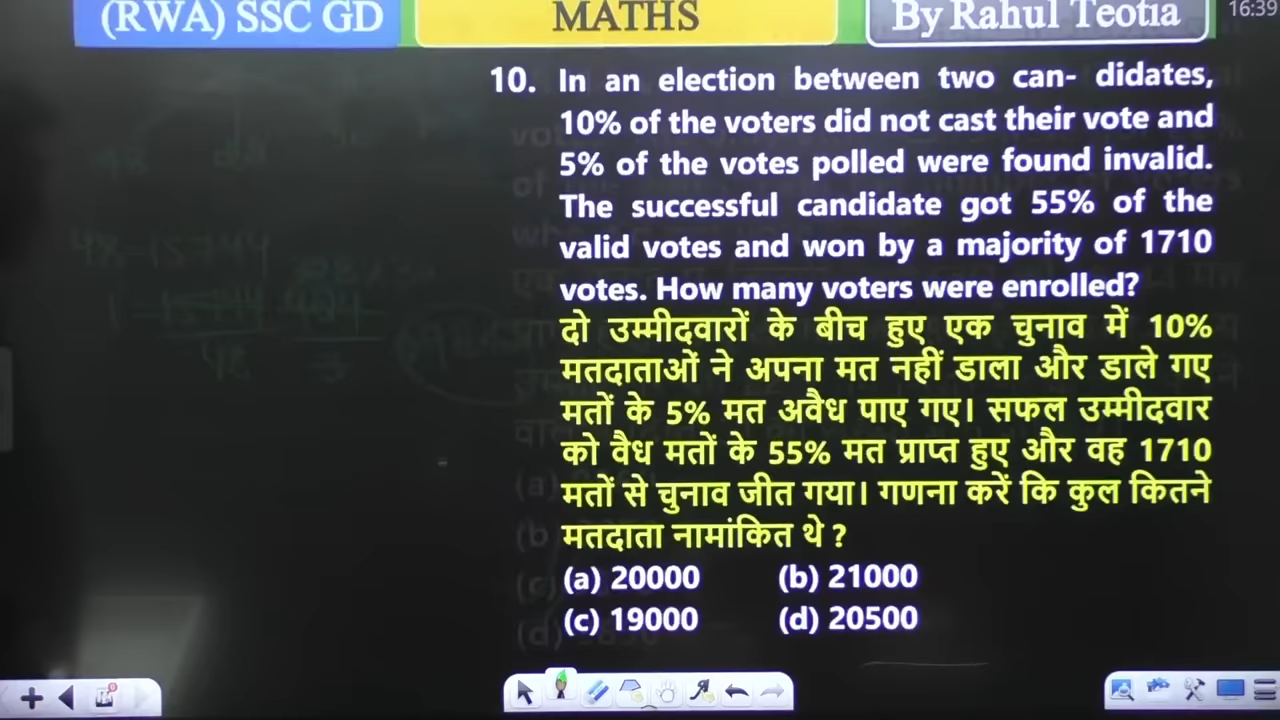 (RWA) SSC GD
MATHS
By Rahul Teotia
16:39
10. In an election between two can- didates,
10% of the voters did not cast their vote and
5% of the votes polled were found invalid.
The successful candidate got 55% of the
valid votes and won by a majority of 1710
votes. How many voters were enrolled?
दो उम्मीदवारों के बीच हुए एक चुनाव में 10%
मतदाताओं ने अपना मत नहीं डाला और डाले गए
मतों के 5% मत अवैध पाए गए। सफल उम्मीदवार
को वैध मतों के 55% मत प्राप्त हुए और वह 1710
मतों से चुनाव जीत गया। गणना करें कि कुल कितने
मतदाता नामांकित थे ?
(a) 20000 (b) 21000
(c) 19000 (d) 20500